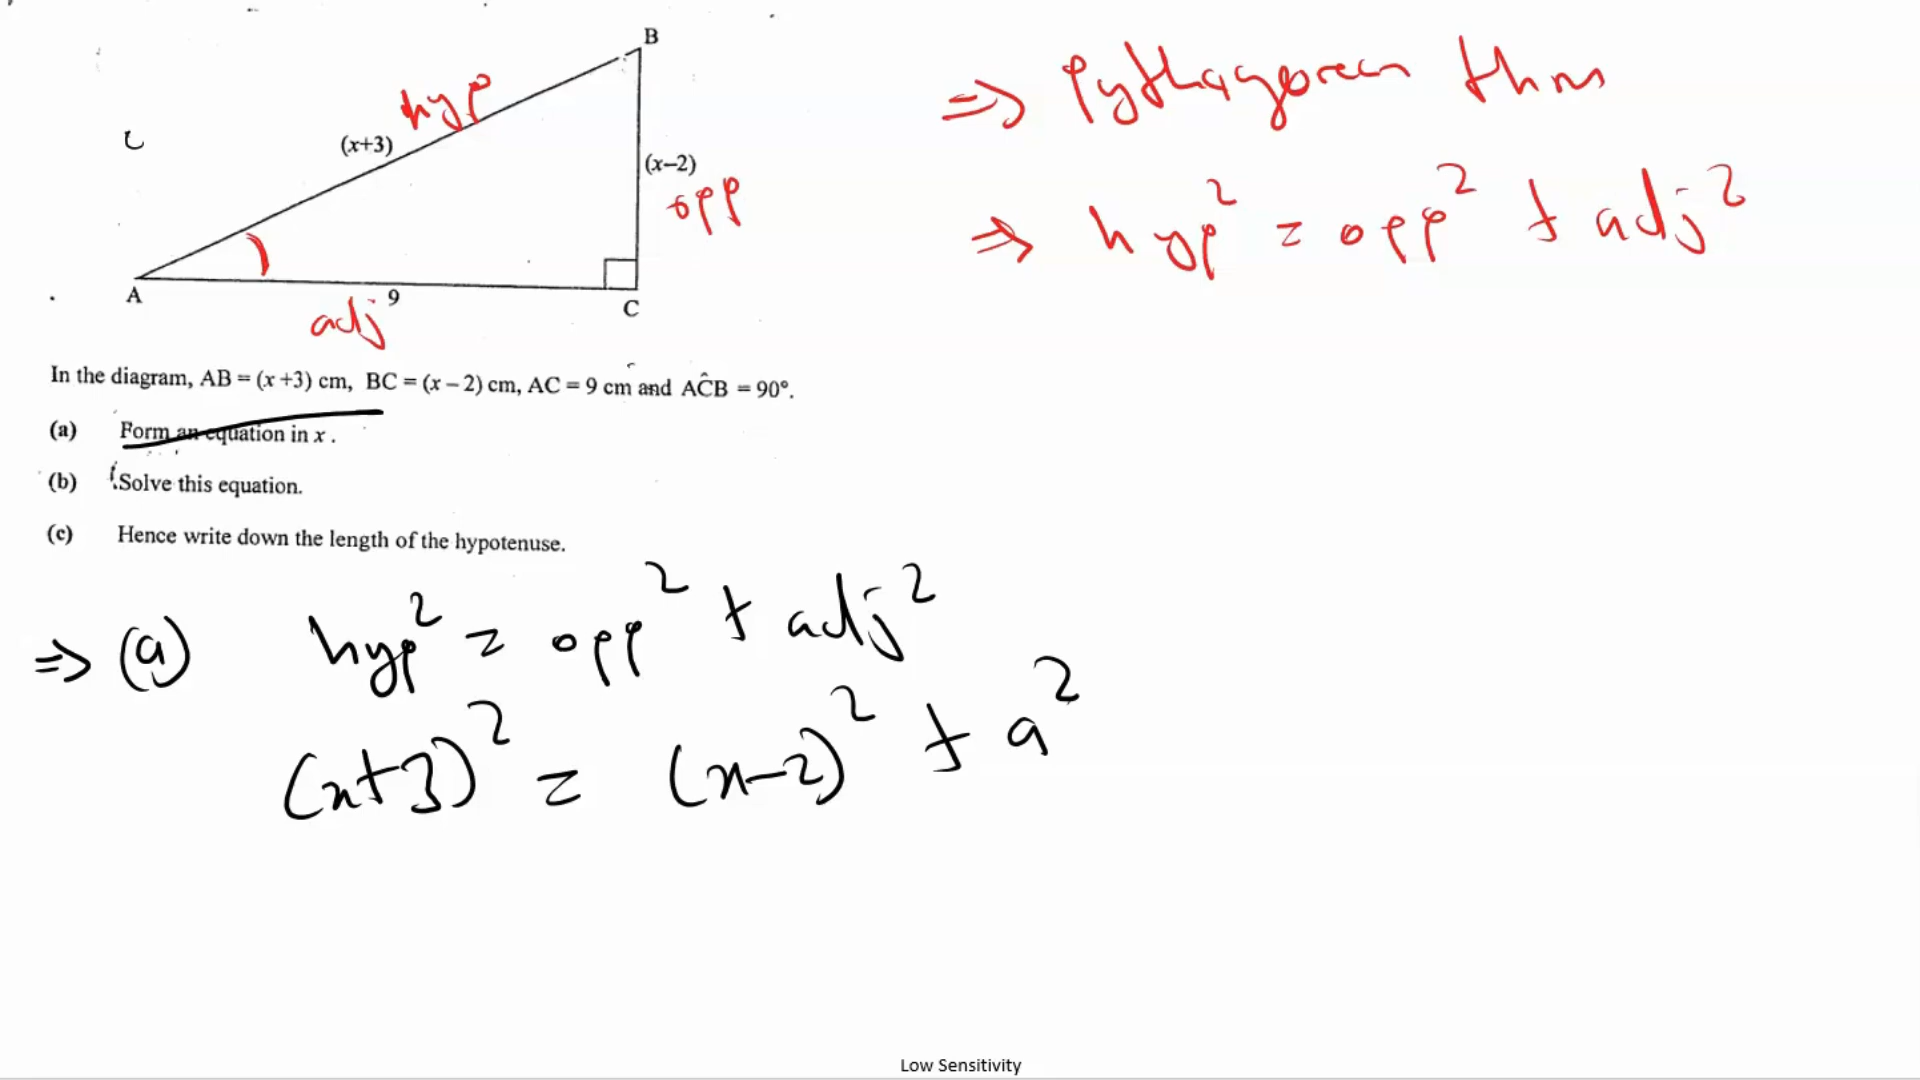 B
hyp
(x+3)
(x–2)
opp
A
9
adj
C
⇒ Pythagorean thm
⇒ hyp² = opp² + adj²
In the diagram, AB = (x+3) cm, BC = (x – 2) cm, AC = 9 cm and AĈB = 90°.
(a) Form an equation in x .
(b) Solve this equation.
(c) Hence write down the length of the hypotenuse.
⇒ (a) hyp² = opp² + adj²
(x+3)² = (x-2)² + 9²
Low Sensitivity